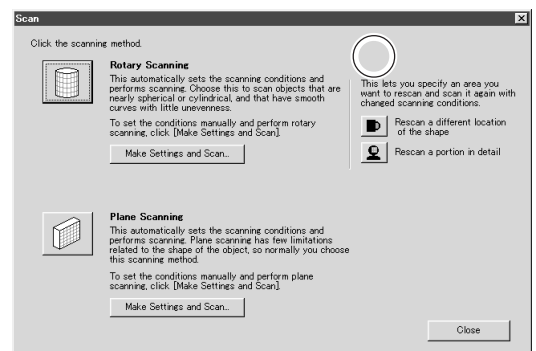 Scan
Click the scanning method.
Rotary Scanning
This automatically sets the scanning conditions and
performs scanning. Choose this to scan objects that are
nearly spherical or cylindrical, and that have smooth
curves with little unevenness.
To set the conditions manually and perform rotary
scanning, click [Make Settings and Scan].
Make Settings and Scan...
This lets you specify an area you
want to rescan and scan it again with
changed scanning conditions.
Rescan a different location
of the shape
Rescan a portion in detail
Plane Scanning
This automatically sets the scanning conditions and
performs scanning. Plane scanning has few limitations
related to the shape of the object, so normally you choose
this scanning method.
To set the conditions manually and perform plane
scanning, click [Make Settings and Scan].
Make Settings and Scan...
Close